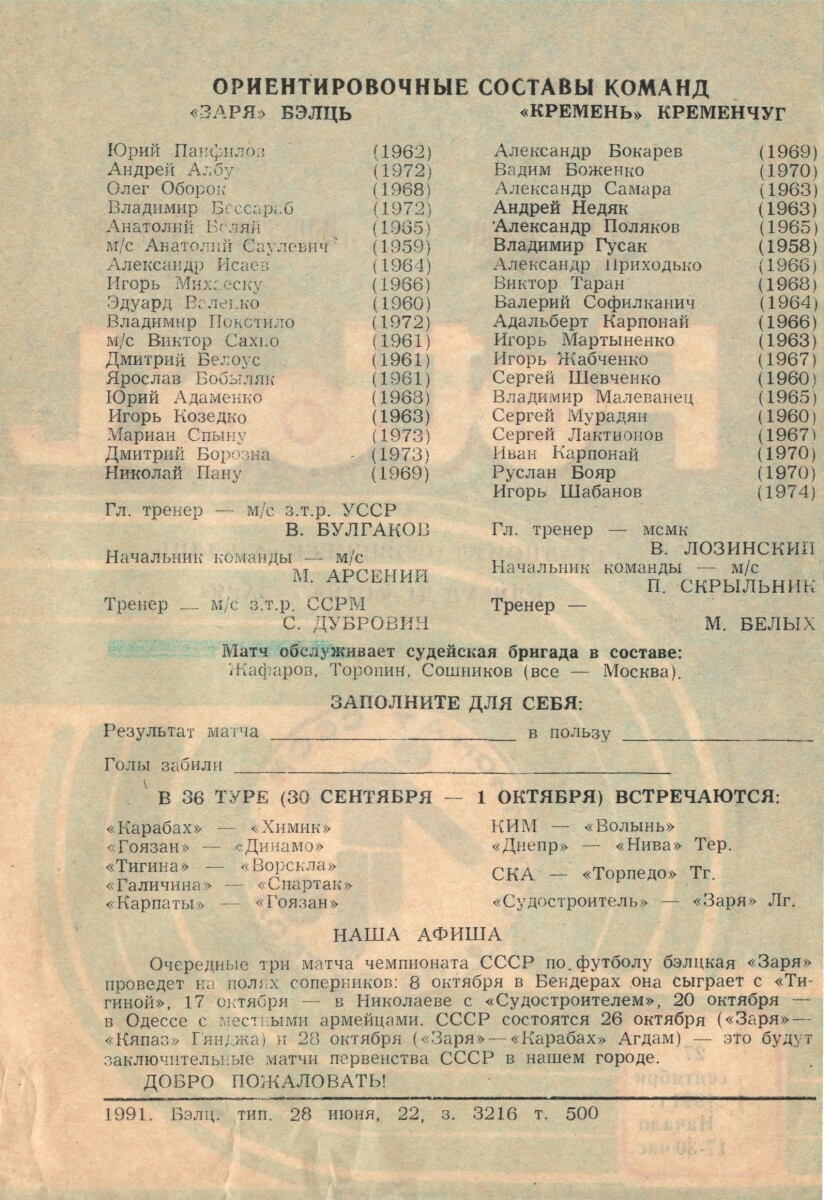 ОРИЕНТИРОВОЧНЫЕ СОСТАВЫ КОМАНД
«ЗАРЯ» БЭЛЦЬ
Юрий Панфилов (1962)
Андрей Албу (1972)
Олег Оборок (1968)
Владимир Бессараб (1972)
Анатолий Беляй (1965)
м/с Анатолий Саулевич (1959)
Александр Исаев (1964)
Игорь Михаеску (1966)
Эдуард Валенко (1960)
Владимир Покстило (1972)
м/с Виктор Сахно (1961)
Дмитрий Белоус (1961)
Ярослав Бобыляк (1961)
Юрий Адаменко (1968)
Игорь Козедко (1963)
Мариан Спыну (1973)
Дмитрий Борозна - (1973)
Николай Пану (1969)
Гл. тренер — м/с з.т.р. УССР
В. БУЛГАКОВ
Начальник команды — м/с
М. АРСЕНИЙ
Тренер — м/с з.т.р. ССРМ
С. ДУБРОВИН
«КРЕМЕНЬ» КРЕМЕНЧУГ
Александр Бокарев (1969)
Вадим Боженко (1970)
Александр Самара (1963)
Андрей Недяк (1963)
Александр Поляков (1965)
Владимир Гусак (1958)
Александр Приходько (1966)
Виктор Таран (1968)
Валерий Софилканич (1964)
Адальберт Карпонай (1966)
Игорь Мартыненко (1963)
Игорь Жабченко (1967)
Сергей Шевченко (1960)
Владимир Малеванец (1965)
Сергей Мурадян (1960)
Сергей Лактионов (1967)
Иван Карпонай (1970)
Руслан Бояр (1970)
Игорь Шабанов (1974)
Гл. тренер — мсмк
В. ЛОЗИНСКИЙ
Начальник команды — м/с
П. СКРЫЛЬНИК
Тренер —
М. БЕЛЫХ
Матч обслуживает судейская бригада в составе:
Жафаров, Торопин, Сошников (все — Москва).
ЗАПОЛНИТЕ ДЛЯ СЕБЯ:
Результат матча ____ в пользу ____
Голы забили ____
В 36 ТУРЕ (30 СЕНТЯБРЯ — 1 ОКТЯБРЯ) ВСТРЕЧАЮТСЯ:
«Карабах» — «Химик»
«Гоязан» — «Динамо»
«Тигина» — «Ворскла»
«Галичина» — «Спартак»
«Карпаты» — «Гоязан»
КИМ — «Волынь»
«Днепр» — «Нива» Тер.
СКА — «Торпедо» Тг.
«Судостроитель» — «Заря» Лг.
НАША АФИША
Очередные три матча чемпионата СССР по футболу бэлцкая «Заря»
проведет на полях соперников: 8 октября в Бендерах она сыграет с «Ти-
гиной», 17 октября — в Николаеве с «Судостроителем», 20 октября —
в Одессе с местными армейцами. СССР состоятся 26 октября («Заря»—
«Кяпаз» Гянджа) и 28 октября («Заря»—«Карабах» Агдам) — это будут
заключительные матчи первенства СССР в нашем городе.
ДОБРО ПОЖАЛОВАТЬ!
1991. Бэлц. тип. 28 июня, 22, з. 3216 т. 500